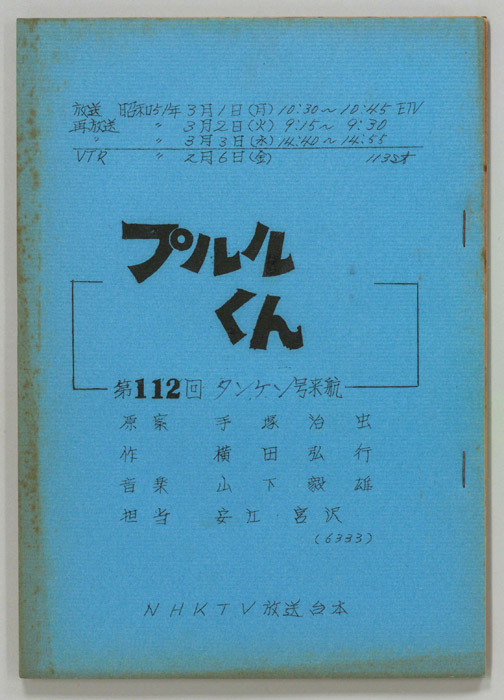 放送 昭和51年 3月1日(月) 10:30～10:45 ETV
再放送 〃 3月2日(火) 9:15～ 9:30
〃 〃 3月3日(水) 14:40～14:55
VTR 〃 2月6日(金) 113St
プルル
くん
第112回 タンケン号来航
原案 手塚治虫
作 横田弘行
音楽 山下毅雄
担当 安江 宮沢
(6333)
NHKTV放送台本